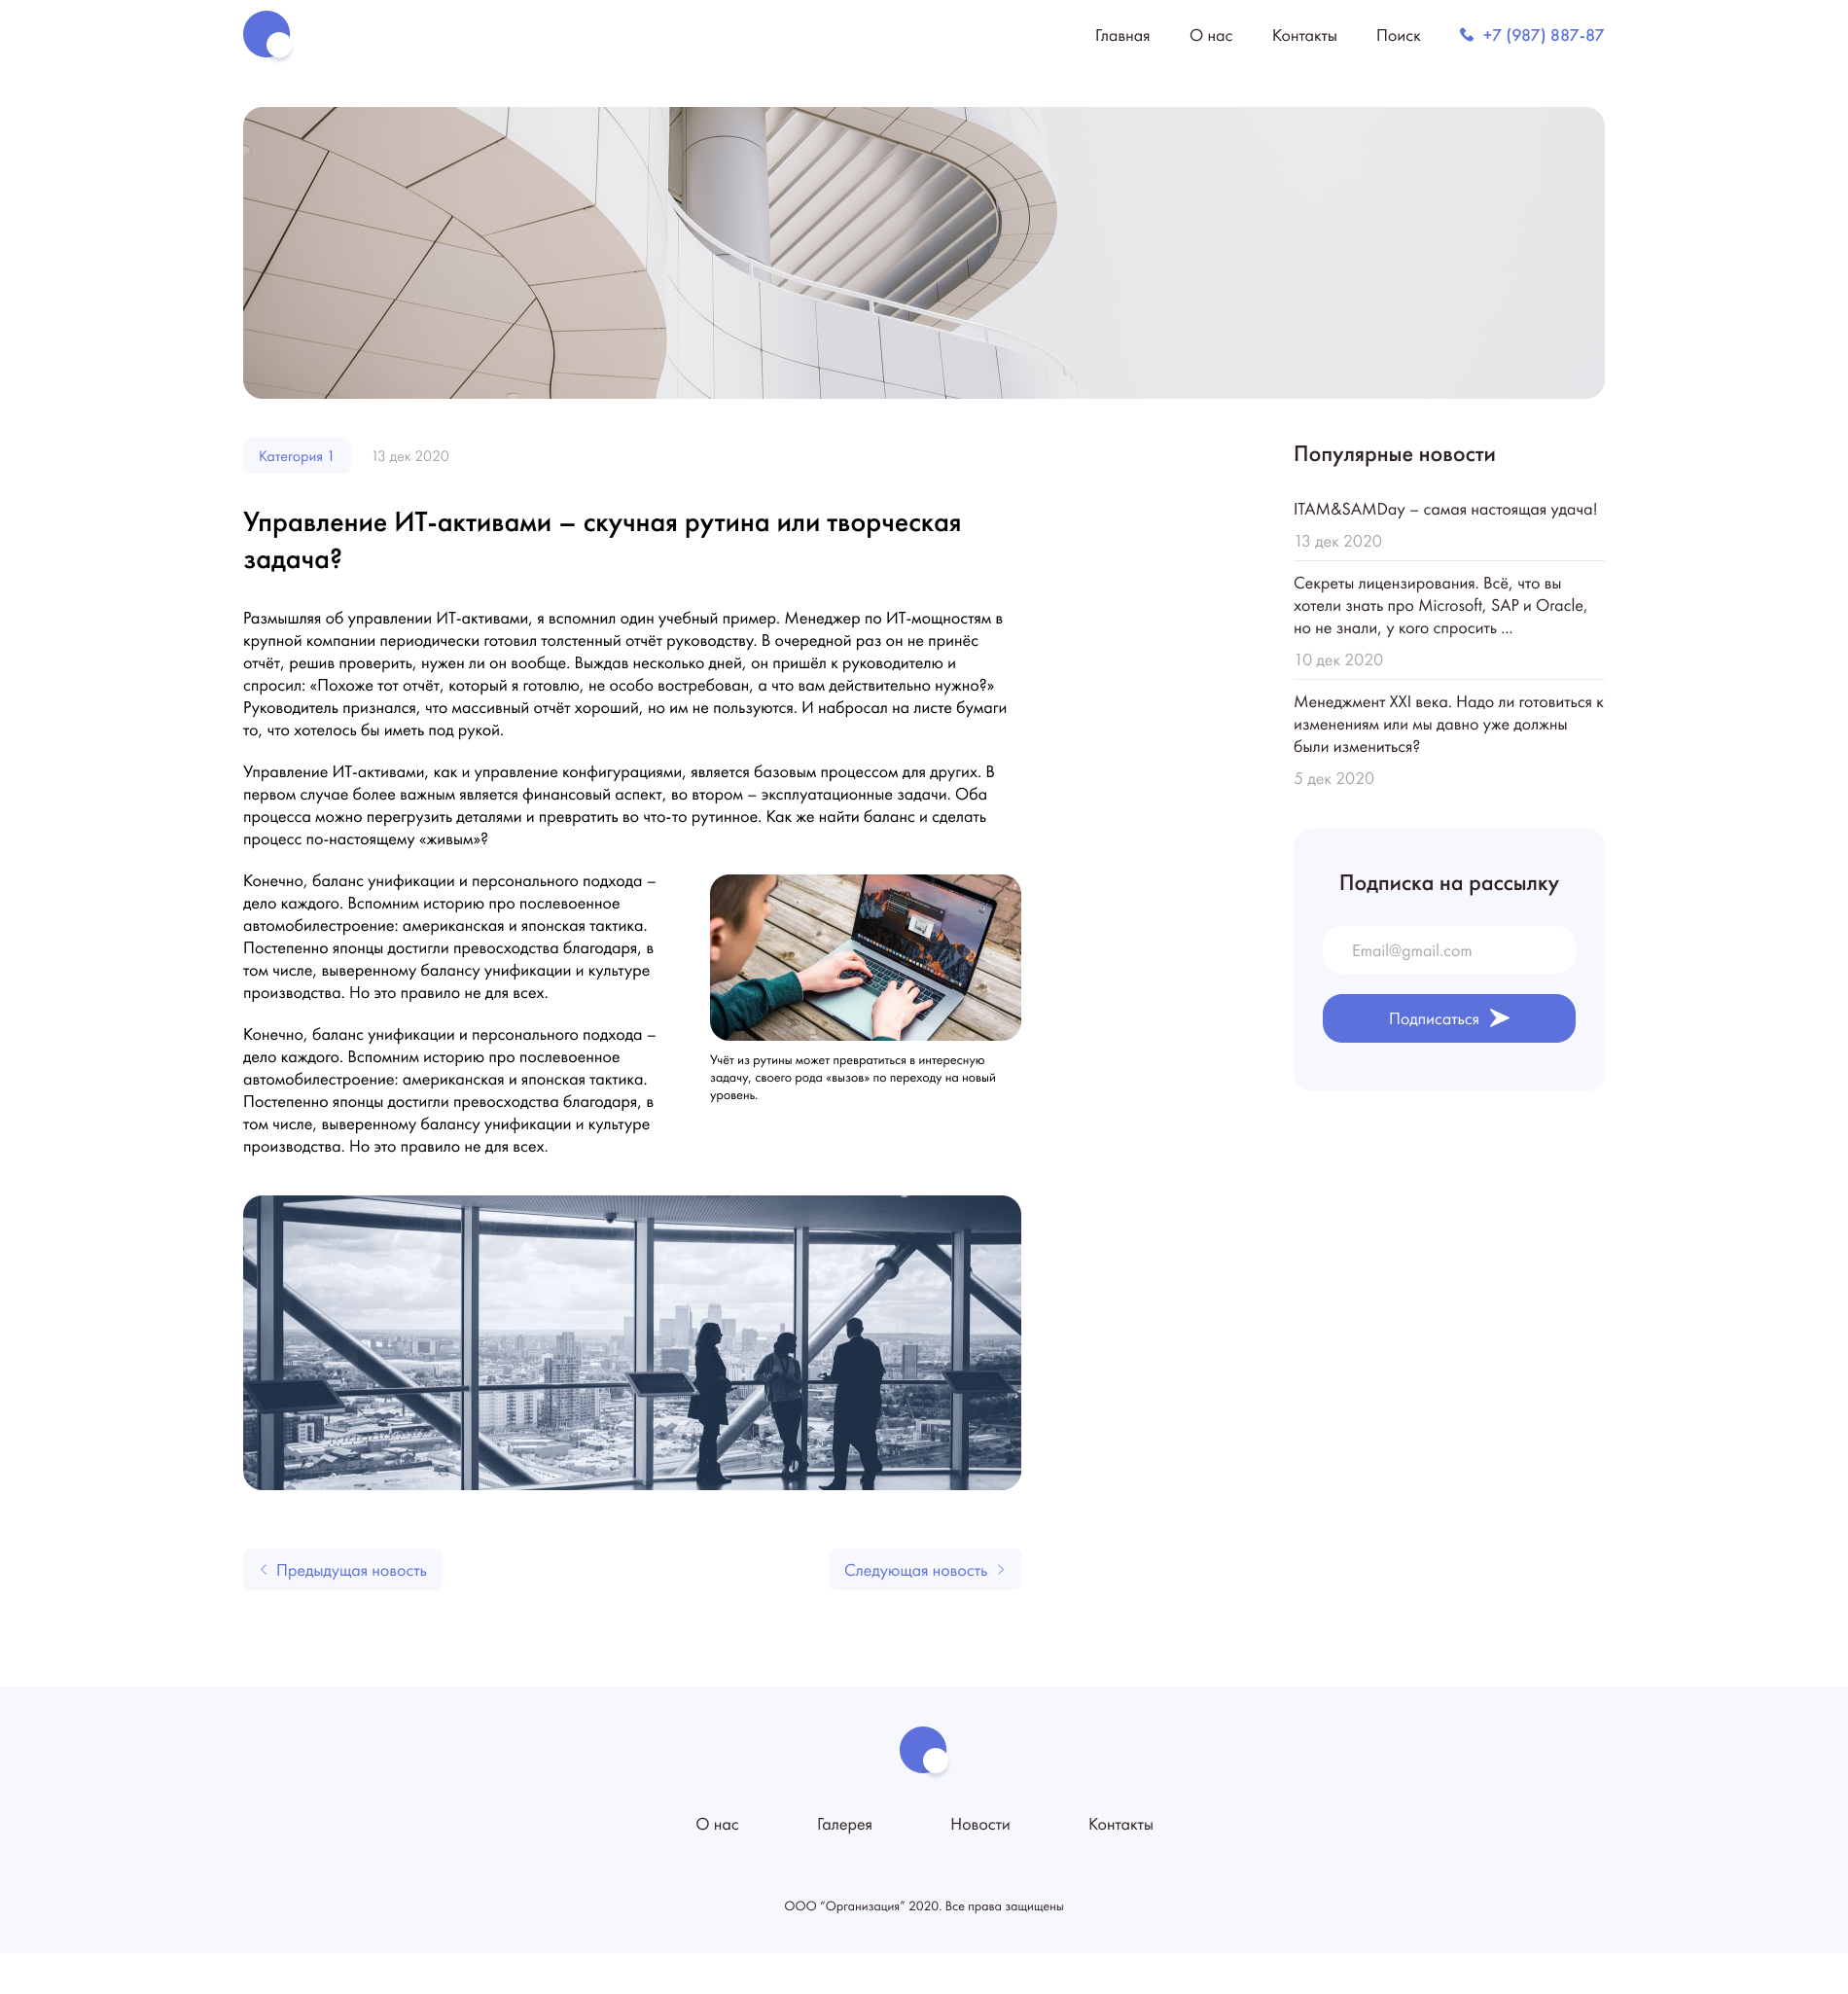 Главная
О нас
Контакты
Поиск
+7 (987) 887-87
Категория 1
13 дек 2020
Управление ИТ-активами – скучная рутина или творческая
задача?
Размышляя об управлении ИТ-активами, я вспомнил один учебный пример. Менеджер по ИТ-мощностям в
крупной компании периодически готовил толстенный отчёт руководству. В очередной раз он не принёс
отчёт, решив проверить, нужен ли он вообще. Выждав несколько дней, он пришёл к руководителю и
спросил: «Похоже тот отчёт, который я готовлю, не особо востребован, а что вам действительно нужно?»
Руководитель признался, что массивный отчёт хороший, но им не пользуются. И набросал на листе бумаги
то, что хотелось бы иметь под рукой.
Управление ИТ-активами, как и управление конфигурациями, является базовым процессом для других. В
первом случае более важным является финансовый аспект, во втором – эксплуатационные задачи. Оба
процесса можно перегрузить деталями и превратить во что-то рутинное. Как же найти баланс и сделать
процесс по-настоящему «живым»?
Конечно, баланс унификации и персонального подхода –
дело каждого. Вспомним историю про послевоенное
автомобилестроение: американская и японская тактика.
Постепенно японцы достигли превосходства благодаря, в
том числе, выверенному балансу унификации и культуре
производства. Но это правило не для всех.
Конечно, баланс унификации и персонального подхода –
дело каждого. Вспомним историю про послевоенное
автомобилестроение: американская и японская тактика.
Постепенно японцы достигли превосходства благодаря, в
том числе, выверенному балансу унификации и культуре
производства. Но это правило не для всех.
Учёт из рутины может превратиться в интересную
задачу, своего рода «вызов» по переходу на новый
уровень.
Предыдущая новость
Следующая новость
Популярные новости
ITAM&SAMDay – самая настоящая удача!
13 дек 2020
Секреты лицензирования. Всё, что вы
хотели знать про Microsoft, SAP и Oracle,
но не знали, у кого спросить ...
10 дек 2020
Менеджмент XXI века. Надо ли готовиться к
изменениям или мы давно уже должны
были измениться?
5 дек 2020
Подписка на рассылку
Email@gmail.com
Подписаться
О нас
Галерея
Новости
Контакты
ООО “Организация” 2020. Все права защищены